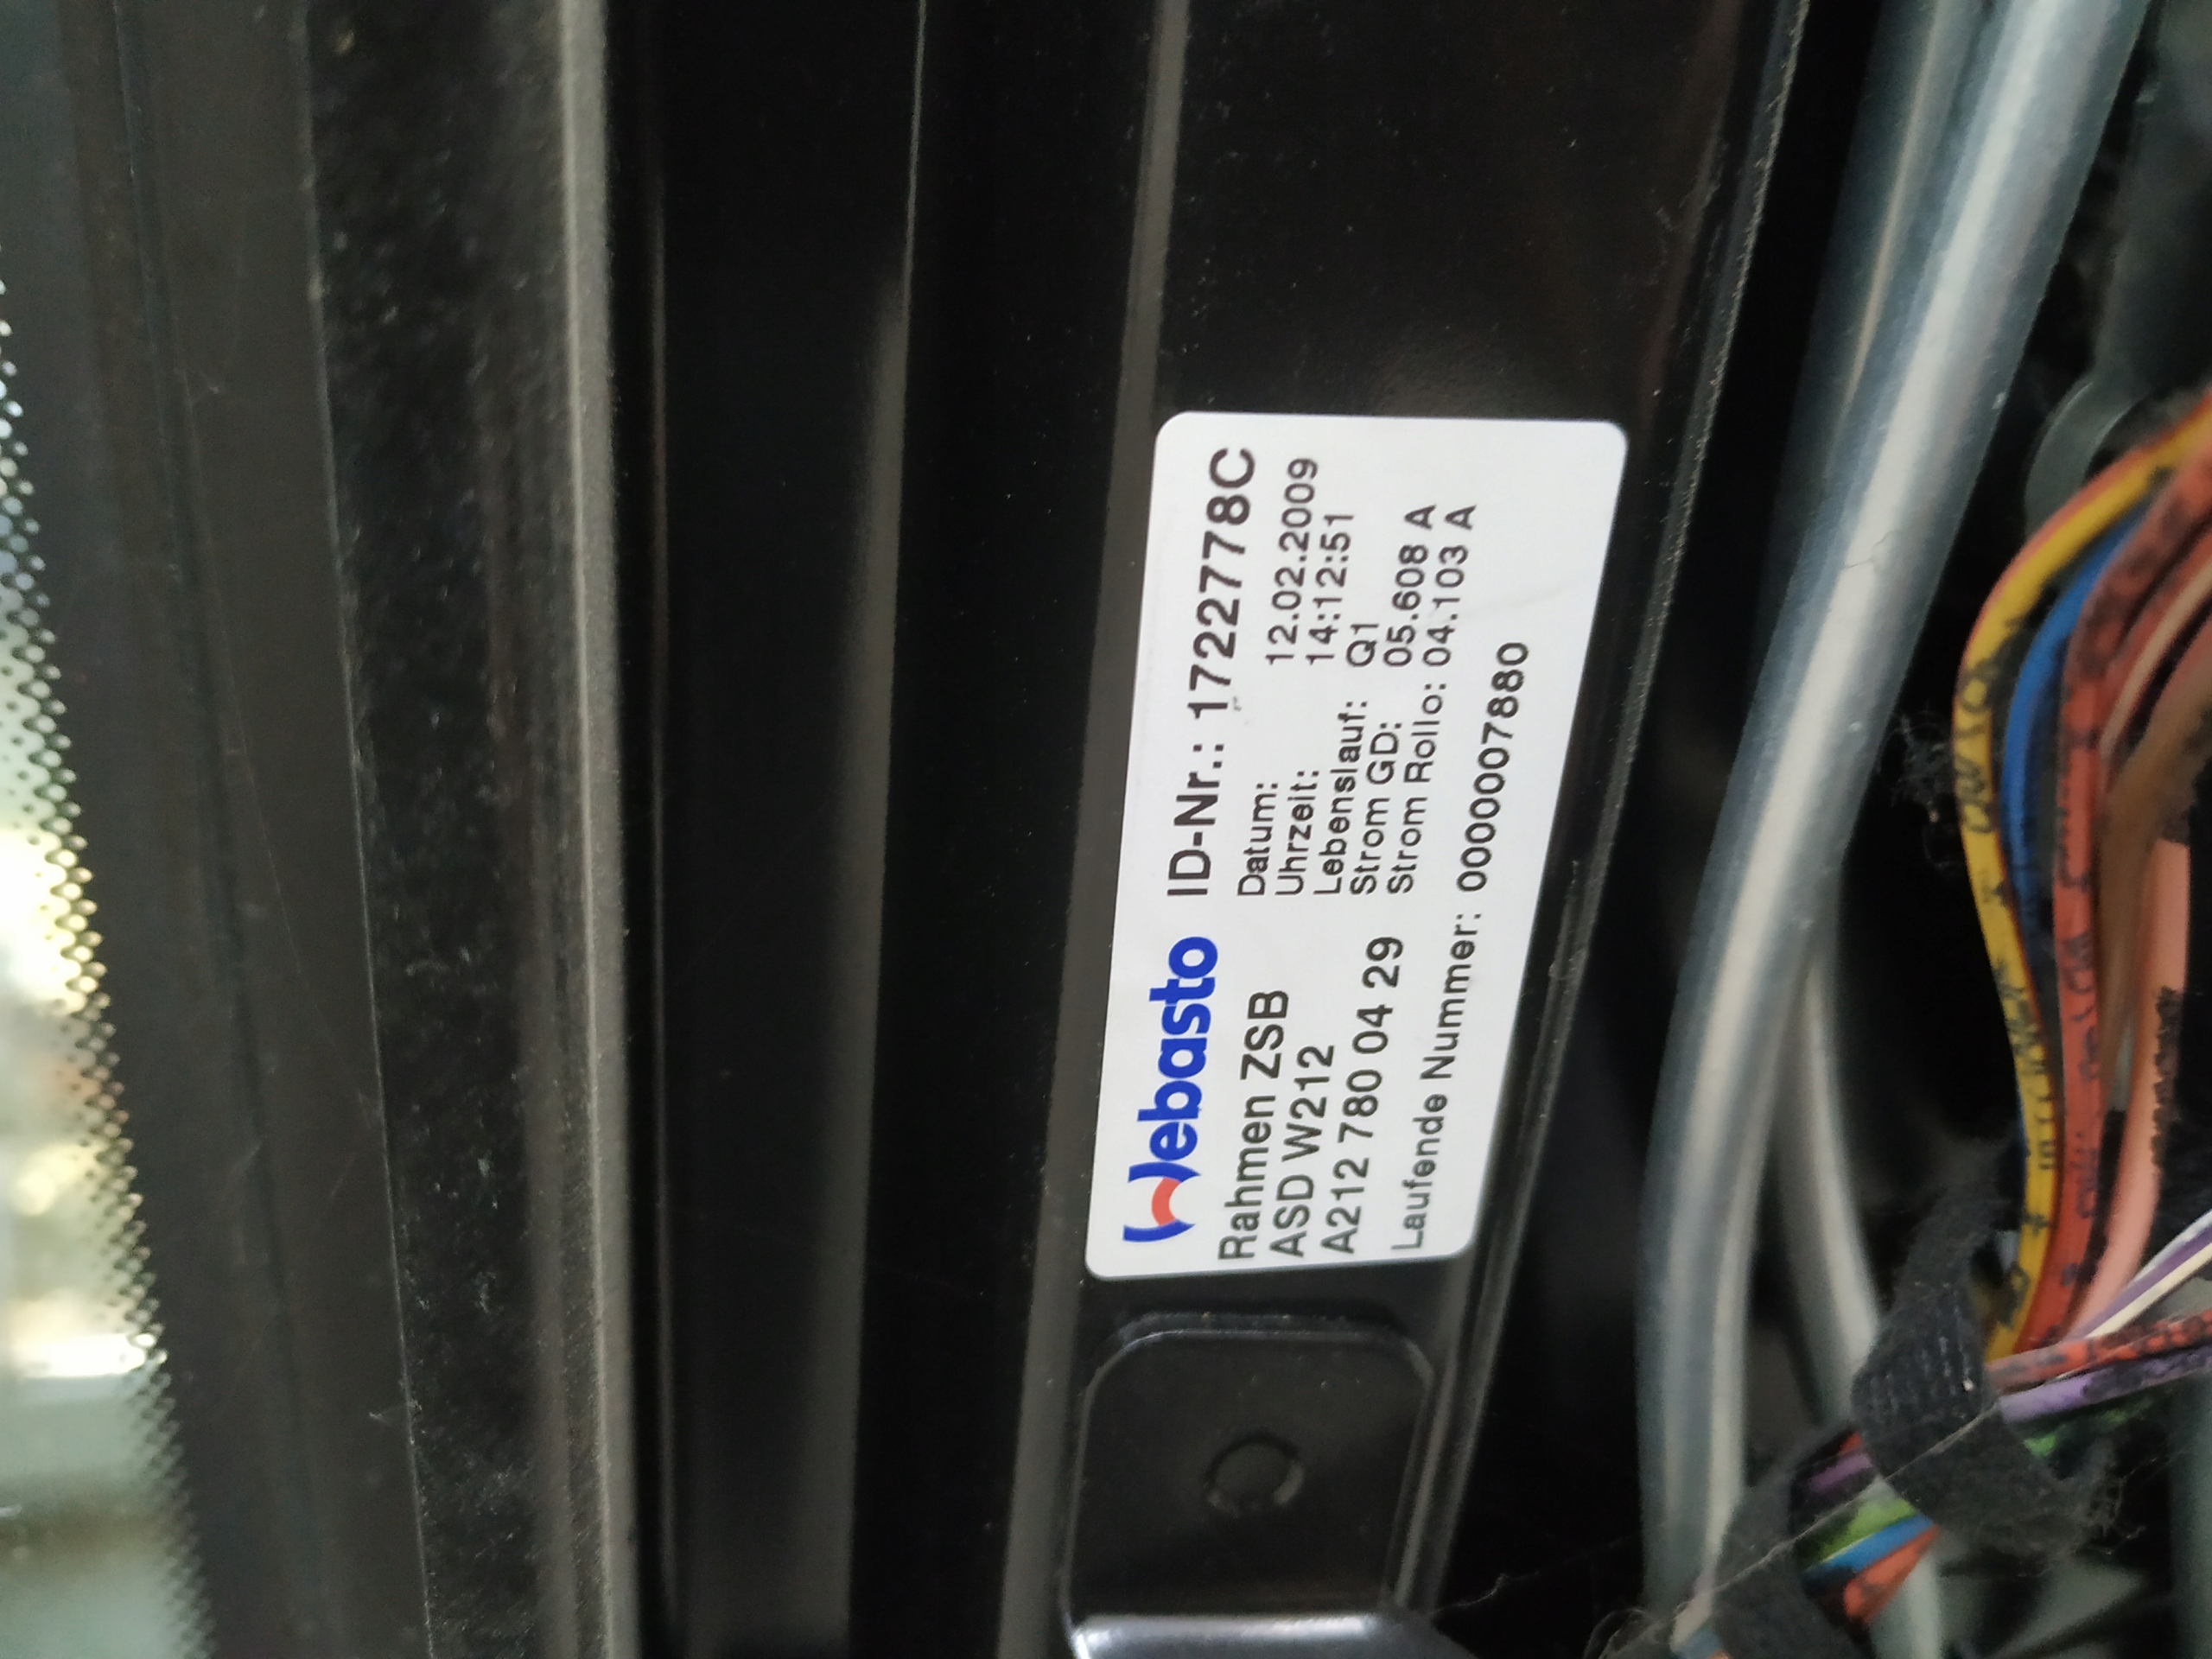 Webasto ID-Nr.: 1722778C
Rahmen ZSB
ASD W212
A212 780 04 29
Datum: 12.02.2009
Uhrzeit: 14:12:51
Lebenslauf: Q1
Strom GD: 05.608 A
Strom Rollo: 04.103 A
Laufende Nummer: 0000007880